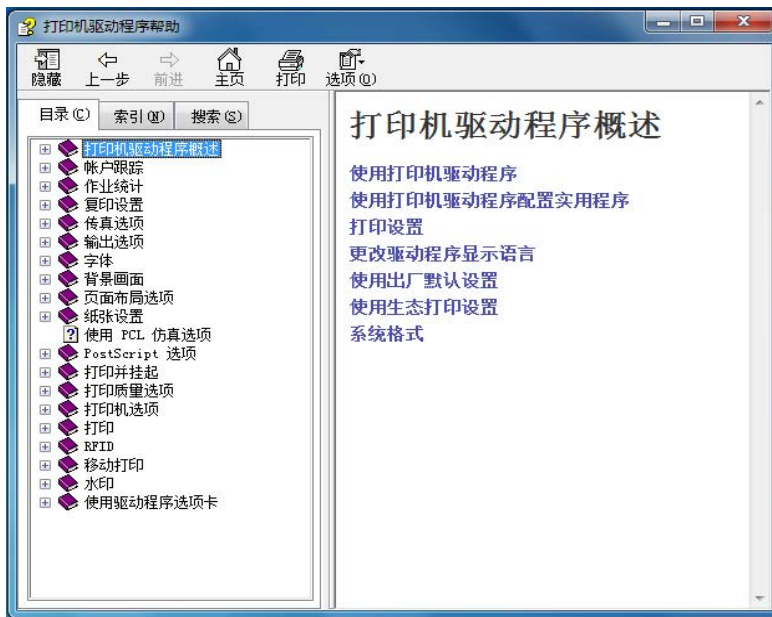 打印机驱动程序帮助
隐藏 上一步 前进 主页 打印 选项(O)
目录(C) 索引(N) 搜索(S)
打印机驱动程序概述
帐户跟踪
作业统计
复印设置
传真选项
输出选项
字体
背景画面
页面布局选项
纸张设置
使用 PCL 仿真选项
PostScript 选项
打印并挂起
打印质量选项
打印机选项
打印
RFID
移动打印
水印
使用驱动程序选项卡
打印机驱动程序概述
使用打印机驱动程序
使用打印机驱动程序配置实用程序
打印设置
更改驱动程序显示语言
使用出厂默认设置
使用生态打印设置
系统格式